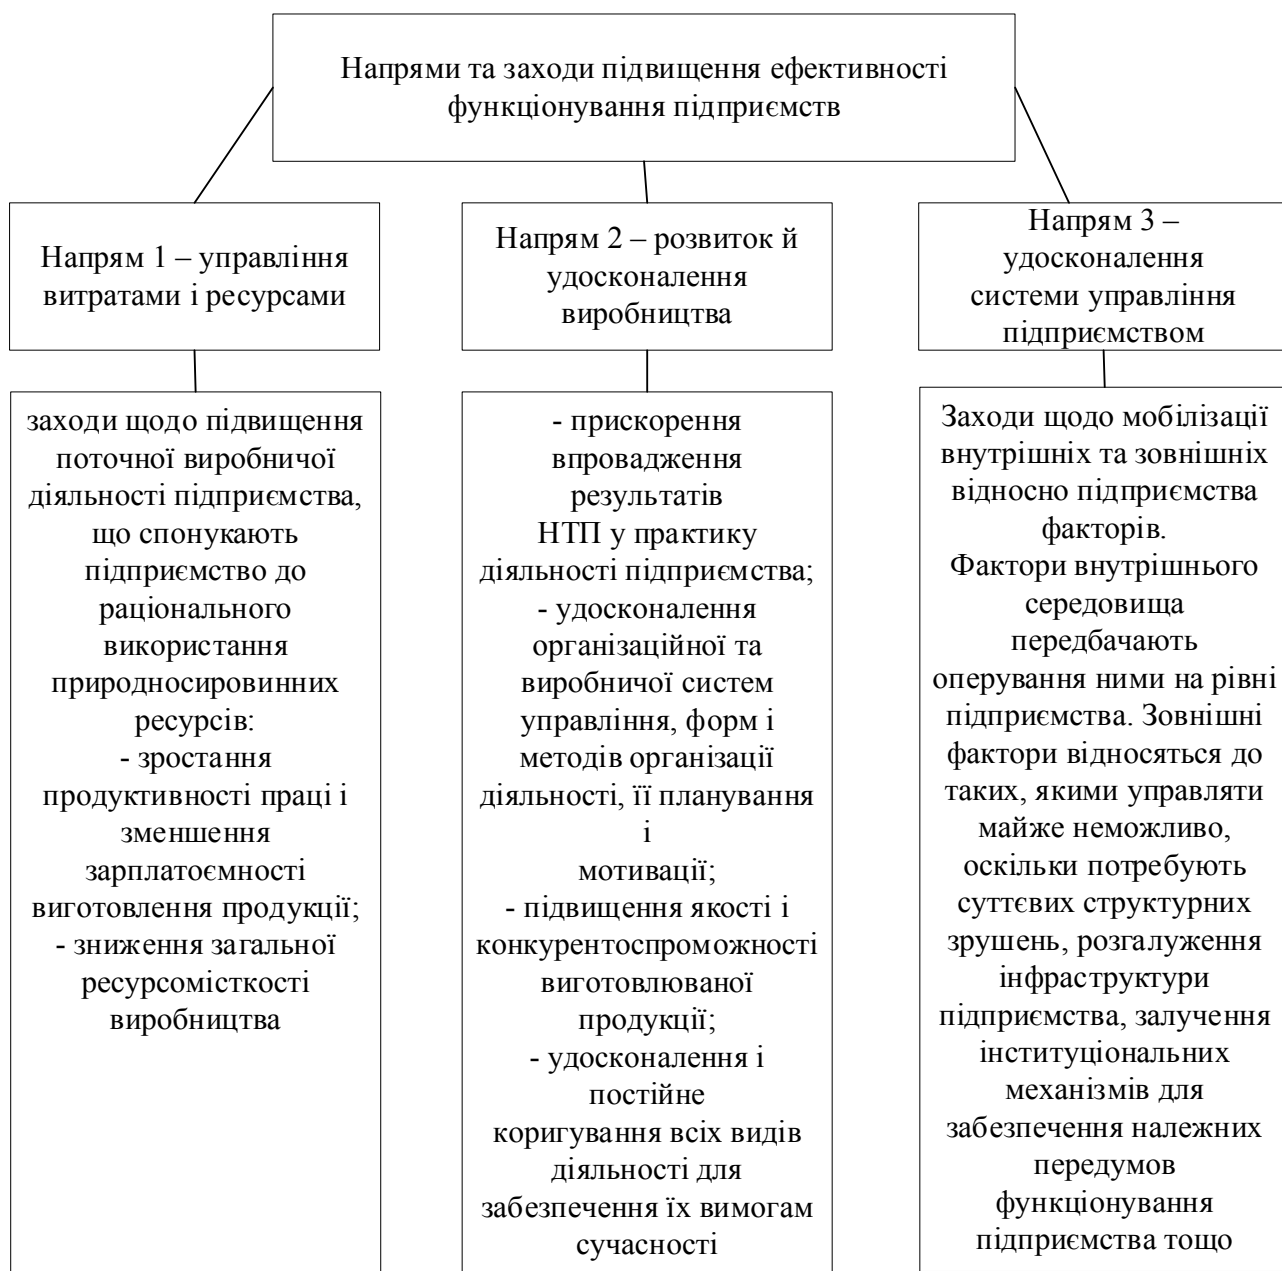 Напрями та заходи підвищення ефективності
функціонування підприємств
Напрям 1 – управління
витратами і ресурсами
Напрям 2 – розвиток й
удосконалення
виробництва
Напрям 3 –
удосконалення
системи управління
підприємством
заходи щодо підвищення
поточної виробничої
діяльності підприємства,
що спонукають
підприємство до
раціонального
використання
природносировинних
ресурсів:
- зростання
продуктивності праці і
зменшення
зарплатоємності
виготовлення продукції;
- зниження загальної
ресурсомісткості
виробництва
- прискорення
впровадження
результатів
НТП у практику
діяльності підприємства;
- удосконалення
організаційної та
виробничої систем
управління, форм і
методів організації
діяльності, її планування
і
мотивації;
- підвищення якості і
конкурентоспроможності
виготовлюваної
продукції;
- удосконалення і
постійне
коригування всіх видів
діяльності для
забезпечення їх вимогам
сучасності
Заходи щодо мобілізації
внутрішніх та зовнішніх
відносно підприємства
факторів.
Фактори внутрішнього
середовища
передбачають
оперування ними на рівні
підприємства. Зовнішні
фактори відносяться до
таких, якими управляти
майже неможливо,
оскільки потребують
суттєвих структурних
зрушень, розгалуження
інфраструктури
підприємства, залучення
інституціональних
механізмів для
забезпечення належних
передумов
функціонування
підприємства тощо